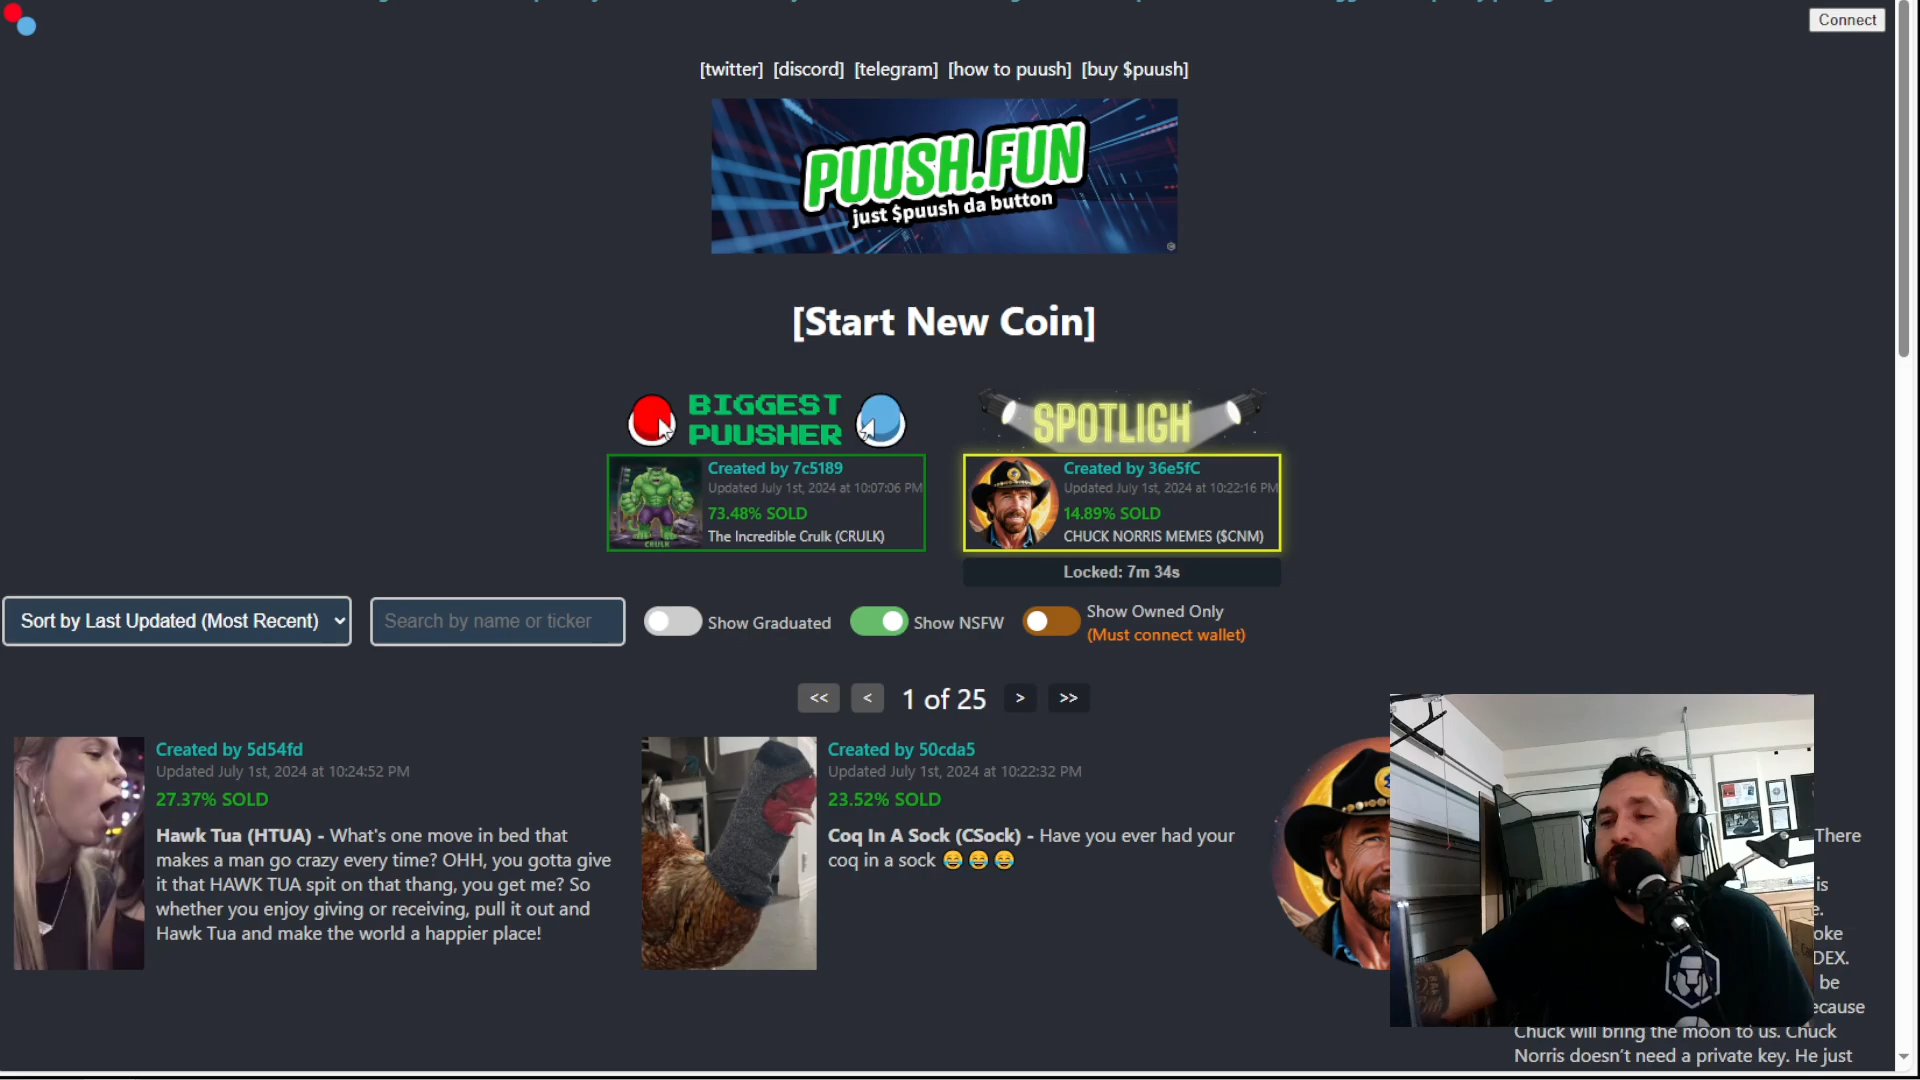 Connect
[twitter] [discord] [telegram] [how to puush] [buy $puush]
PUUSH.FUN
just $puush da button
[Start New Coin]
BIGGEST
PUUSHER
Created by 7c5189
Updated July 1st, 2024 at 10:07:06 PM
73.48% SOLD
The Incredible Crulk (CRULK)
CRULK
SPOTLIGH
Created by 36e5fC
Updated July 1st, 2024 at 10:22:16 PM
14.89% SOLD
CHUCK NORRIS MEMES ($CNM)
Locked: 7m 34s
Sort by Last Updated (Most Recent)
Search by name or ticker
Show Graduated
Show NSFW
Show Owned Only
(Must connect wallet)
<< < 1 of 25 > >>
Created by 5d54fd
Updated July 1st, 2024 at 10:24:52 PM
27.37% SOLD
Hawk Tua (HTUA) - What's one move in bed that
makes a man go crazy every time? OHH, you gotta give
it that HAWK TUA spit on that thang, you get me? So
whether you enjoy giving or receiving, pull it out and
Hawk Tua and make the world a happier place!
Created by 50cda5
Updated July 1st, 2024 at 10:22:32 PM
23.52% SOLD
Coq In A Sock (CSock) - Have you ever had your
coq in a sock 😂 😂 😂
There
is
oke
DEX.
be
ecause
Chuck will bring the moon to us. Chuck
Norris doesn't need a private key. He just